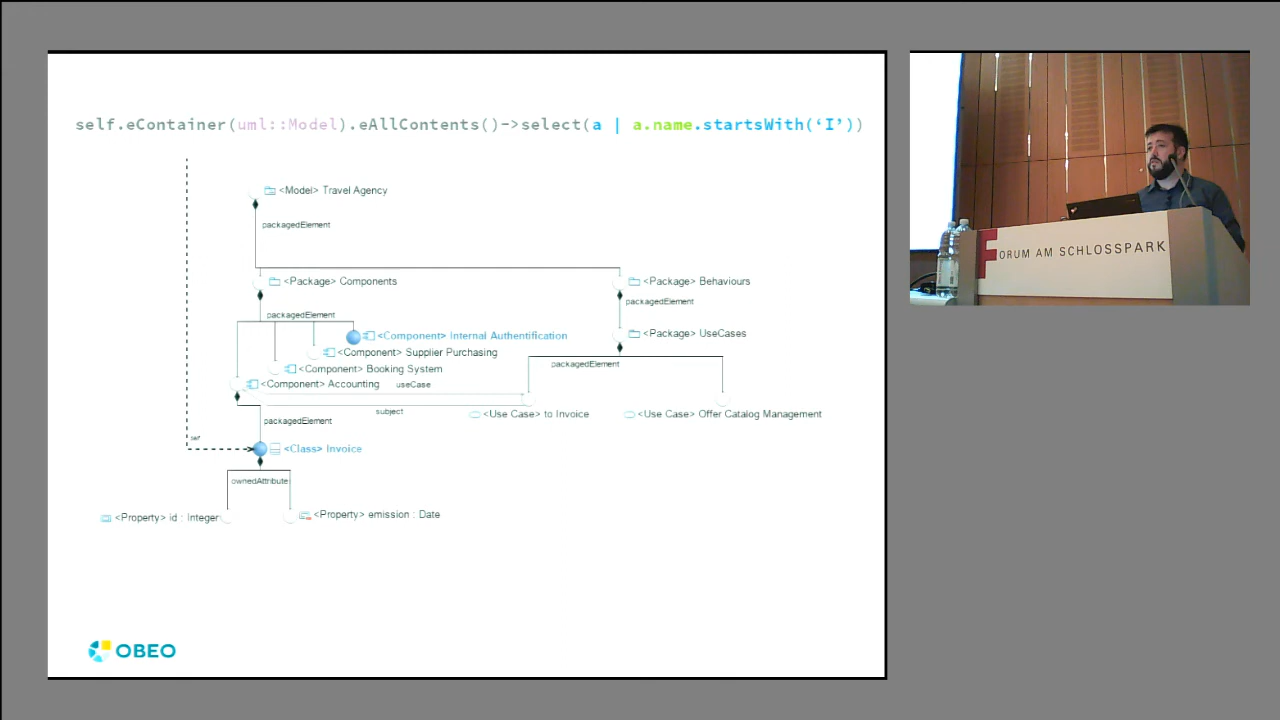 self.eContainer(uml::Model).eAllContents()->select(a | a.name.startsWith(‘I’))
<Model> Travel Agency
packagedElement
<Package> Components
<Package> Behaviours
packagedElement
packagedElement
<Component> Internal Authentification
<Package> UseCases
<Component> Supplier Purchasing
packagedElement
<Component> Booking System
<Component> Accounting
useCase
subject
<Use Case> to Invoice
<Use Case> Offer Catalog Management
packagedElement
self
<Class> Invoice
ownedAttribute
<Property> id : Integer
<Property> emission : Date
OBEO
FORUM AM SCHLOSSPARK